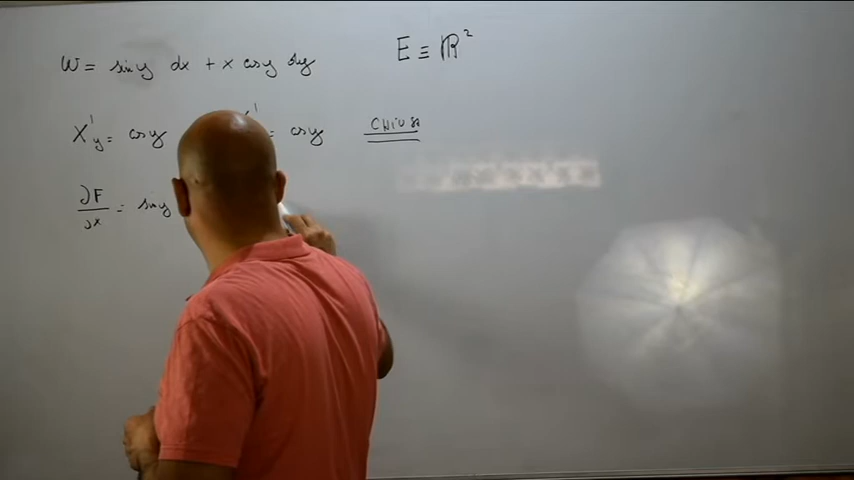 ω = sin y dx + x cos y dy E ≡ ℝ²
X'y = cos y ' = cos y CHIUSA
∂F/∂x = sin y